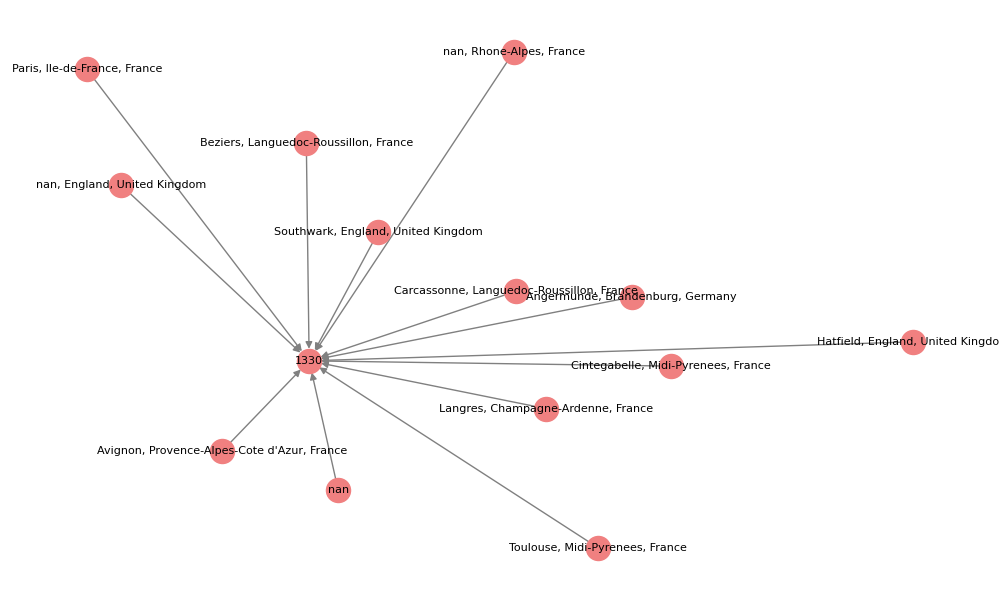 nan, Rhone-Alpes, France
Paris, Ile-de-France, France
Beziers, Languedoc-Roussillon, France
nan, England, United Kingdom
Southwark, England, United Kingdom
Carcassonne, Languedoc-Roussillon, France
Angermunde, Brandenburg, Germany
Hatfield, England, United Kingdo
1330
Cintegabelle, Midi-Pyrenees, France
Langres, Champagne-Ardenne, France
Avignon, Provence-Alpes-Cote d'Azur, France
nan
Toulouse, Midi-Pyrenees, France